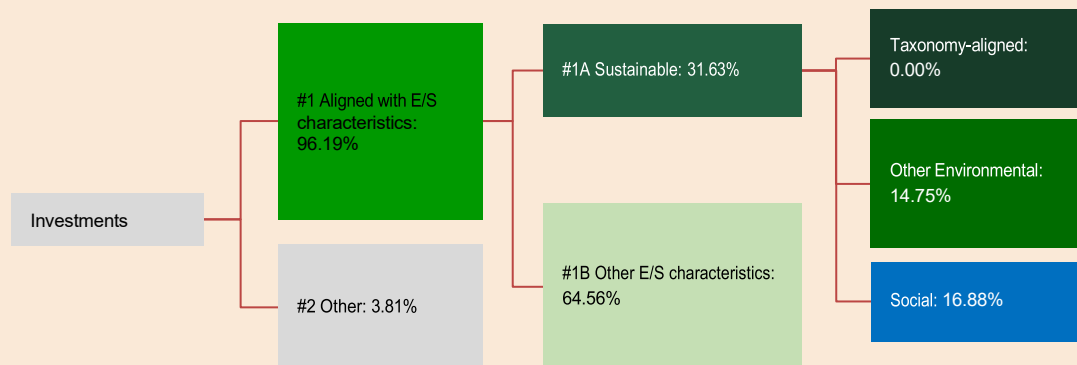 Investments
#1 Aligned with E/S
characteristics:
96.19%
#2 Other: 3.81%
#1A Sustainable: 31.63%
#1B Other E/S characteristics:
64.56%
Taxonomy-aligned:
0.00%
Other Environmental:
14.75%
Social: 16.88%